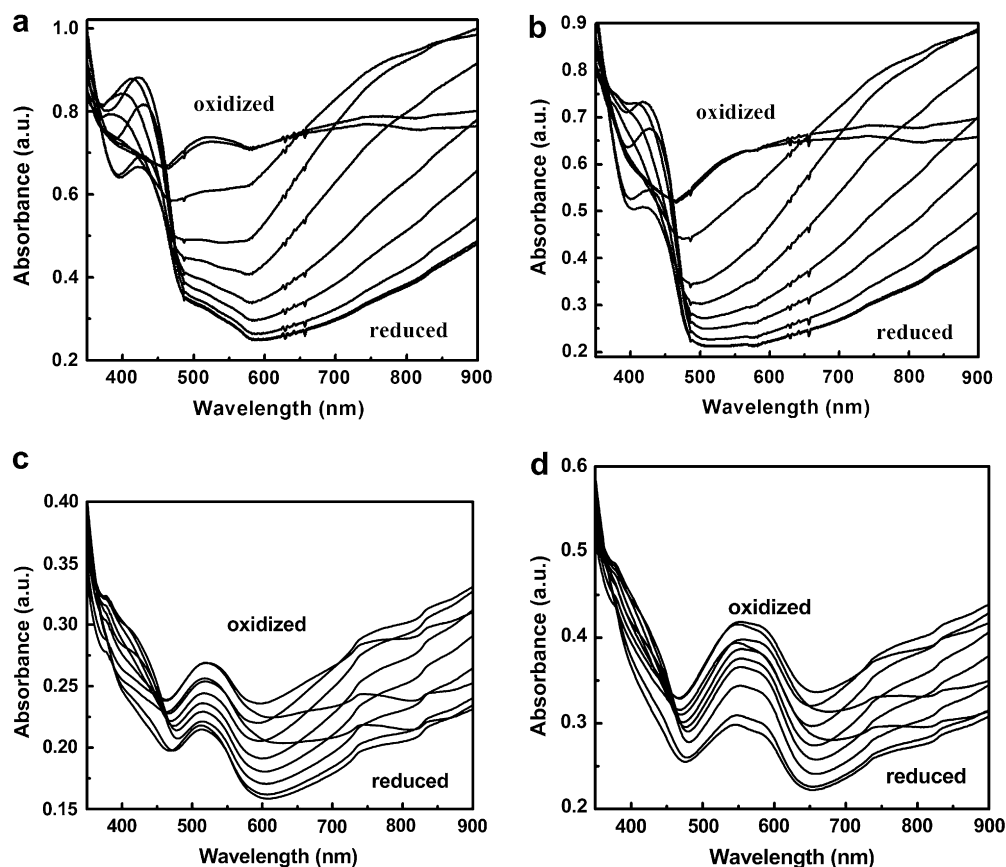 a
1.0
0.8
0.6
0.4
0.2
Absorbance (a.u.)
oxidized
reduced
400 500 600 700 800 900
Wavelength (nm)
b
0.9
0.8
0.7
0.6
0.5
0.4
0.3
0.2
Absorbance (a.u.)
oxidized
reduced
400 500 600 700 800 900
Wavelength (nm)
c
0.40
0.35
0.30
0.25
0.20
0.15
Absorbance (a.u.)
oxidized
reduced
400 500 600 700 800 900
Wavelength (nm)
d
0.6
0.5
0.4
0.3
0.2
Absorbance (a.u.)
oxidized
reduced
400 500 600 700 800 900
Wavelength (nm)